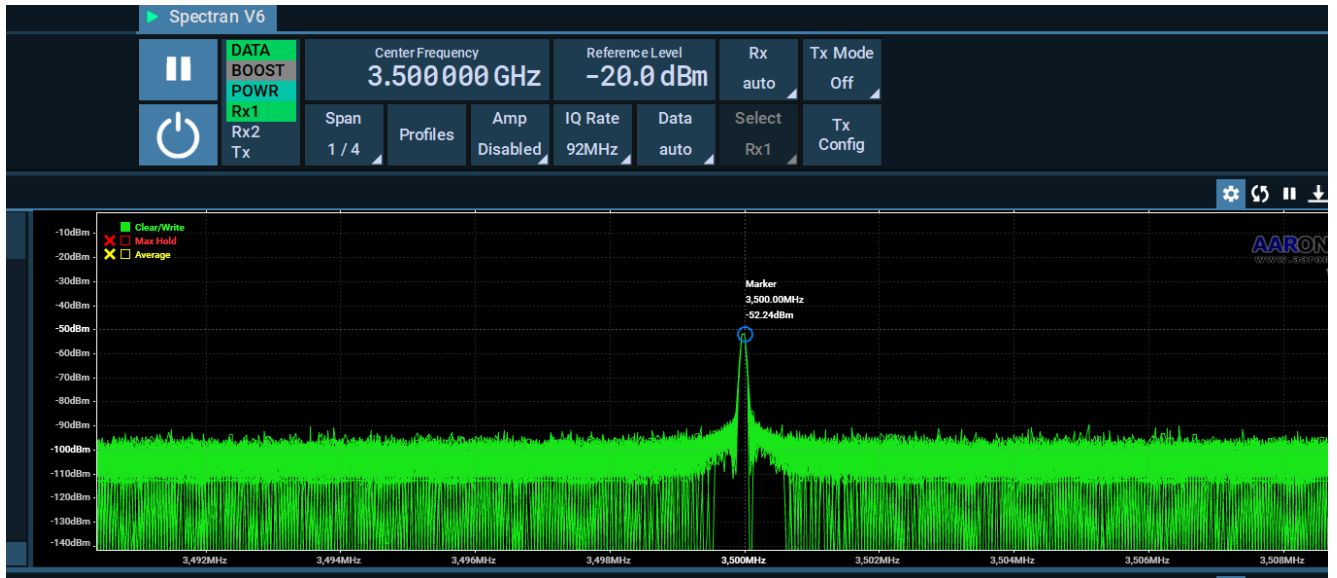 Spectran V6
DATA
BOOST
POWR
Rx1
Rx2
Tx
Center Frequency
3.500000 GHz
Reference Level
-20.0 dBm
Rx
auto
Tx Mode
Off
Span
1 / 4
Profiles
Amp
Disabled
IQ Rate
92MHz
Data
auto
Select
Rx1
Tx
Config
Clear/Write
Max Hold
Average
-10dBm
-20dBm
-30dBm
-40dBm
-50dBm
-60dBm
-70dBm
-80dBm
-90dBm
-100dBm
-110dBm
-120dBm
-130dBm
-140dBm
AARON
www.aaron
Marker
3,500.00MHz
-52.24dBm
3,492MHz
3,494MHz
3,496MHz
3,498MHz
3,500MHz
3,502MHz
3,504MHz
3,506MHz
3,508MHz